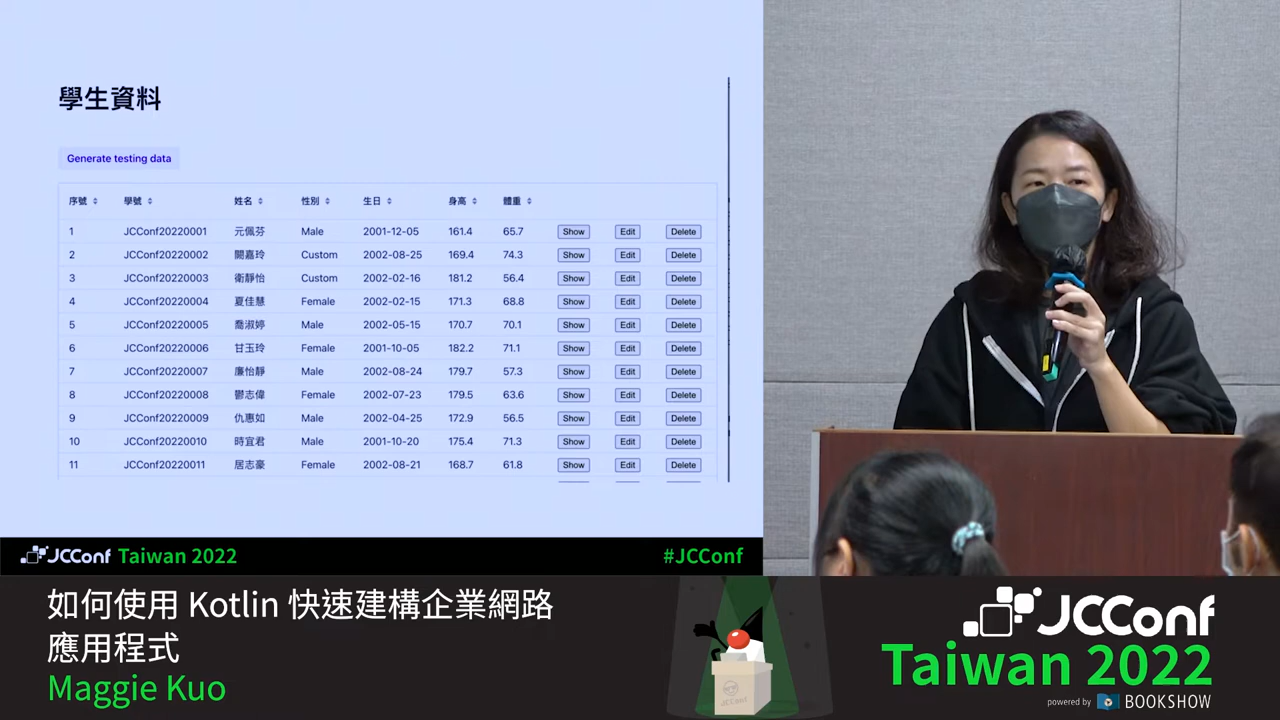 學生資料
Generate testing data
序號 學號 姓名 性別 生日 身高 體重
1 JCConf20220001 元佩芬 Male 2001-12-05 161.4 65.7 Show Edit Delete
2 JCConf20220002 闕嘉玲 Custom 2002-08-25 169.4 74.3 Show Edit Delete
3 JCConf20220003 衛靜怡 Custom 2002-02-16 181.2 56.4 Show Edit Delete
4 JCConf20220004 夏佳慧 Female 2002-02-15 171.3 68.8 Show Edit Delete
5 JCConf20220005 喬淑婷 Male 2002-05-15 170.7 70.1 Show Edit Delete
6 JCConf20220006 甘玉玲 Female 2001-10-05 182.2 71.1 Show Edit Delete
7 JCConf20220007 廉怡靜 Male 2002-08-24 179.7 57.3 Show Edit Delete
8 JCConf20220008 鬱志偉 Female 2002-07-23 179.5 63.6 Show Edit Delete
9 JCConf20220009 仇惠如 Male 2002-04-25 172.9 56.5 Show Edit Delete
10 JCConf20220010 時宜君 Male 2001-10-20 175.4 71.3 Show Edit Delete
11 JCConf20220011 居志豪 Female 2002-08-21 168.7 61.8 Show Edit Delete
JCConf Taiwan 2022 #JCConf
如何使用 Kotlin 快速建構企業網路
應用程式
Maggie Kuo
JCConf
JCConf
Taiwan 2022
powered by BOOKSHOW